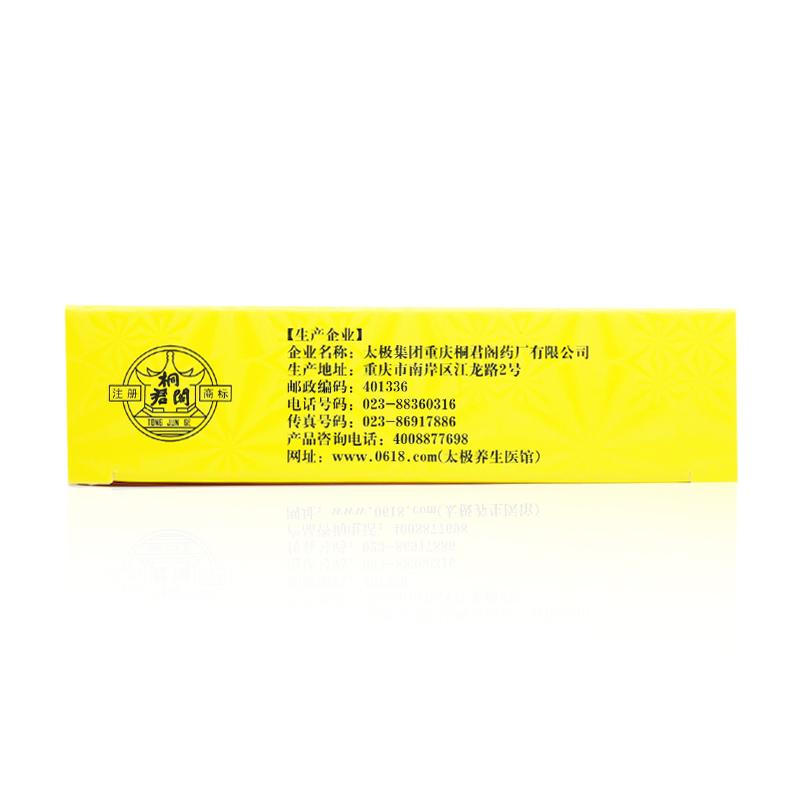 注册
桐君阁
商标
TONG JUN GE
【生产企业】
企业名称：太极集团重庆桐君阁药厂有限公司
生产地址：重庆市南岸区江龙路2号
邮政编码：401336
电话号码：023-88360316
传真号码：023-86917886
产品咨询电话：4008877698
网址：www.0618.com(太极养生医馆)